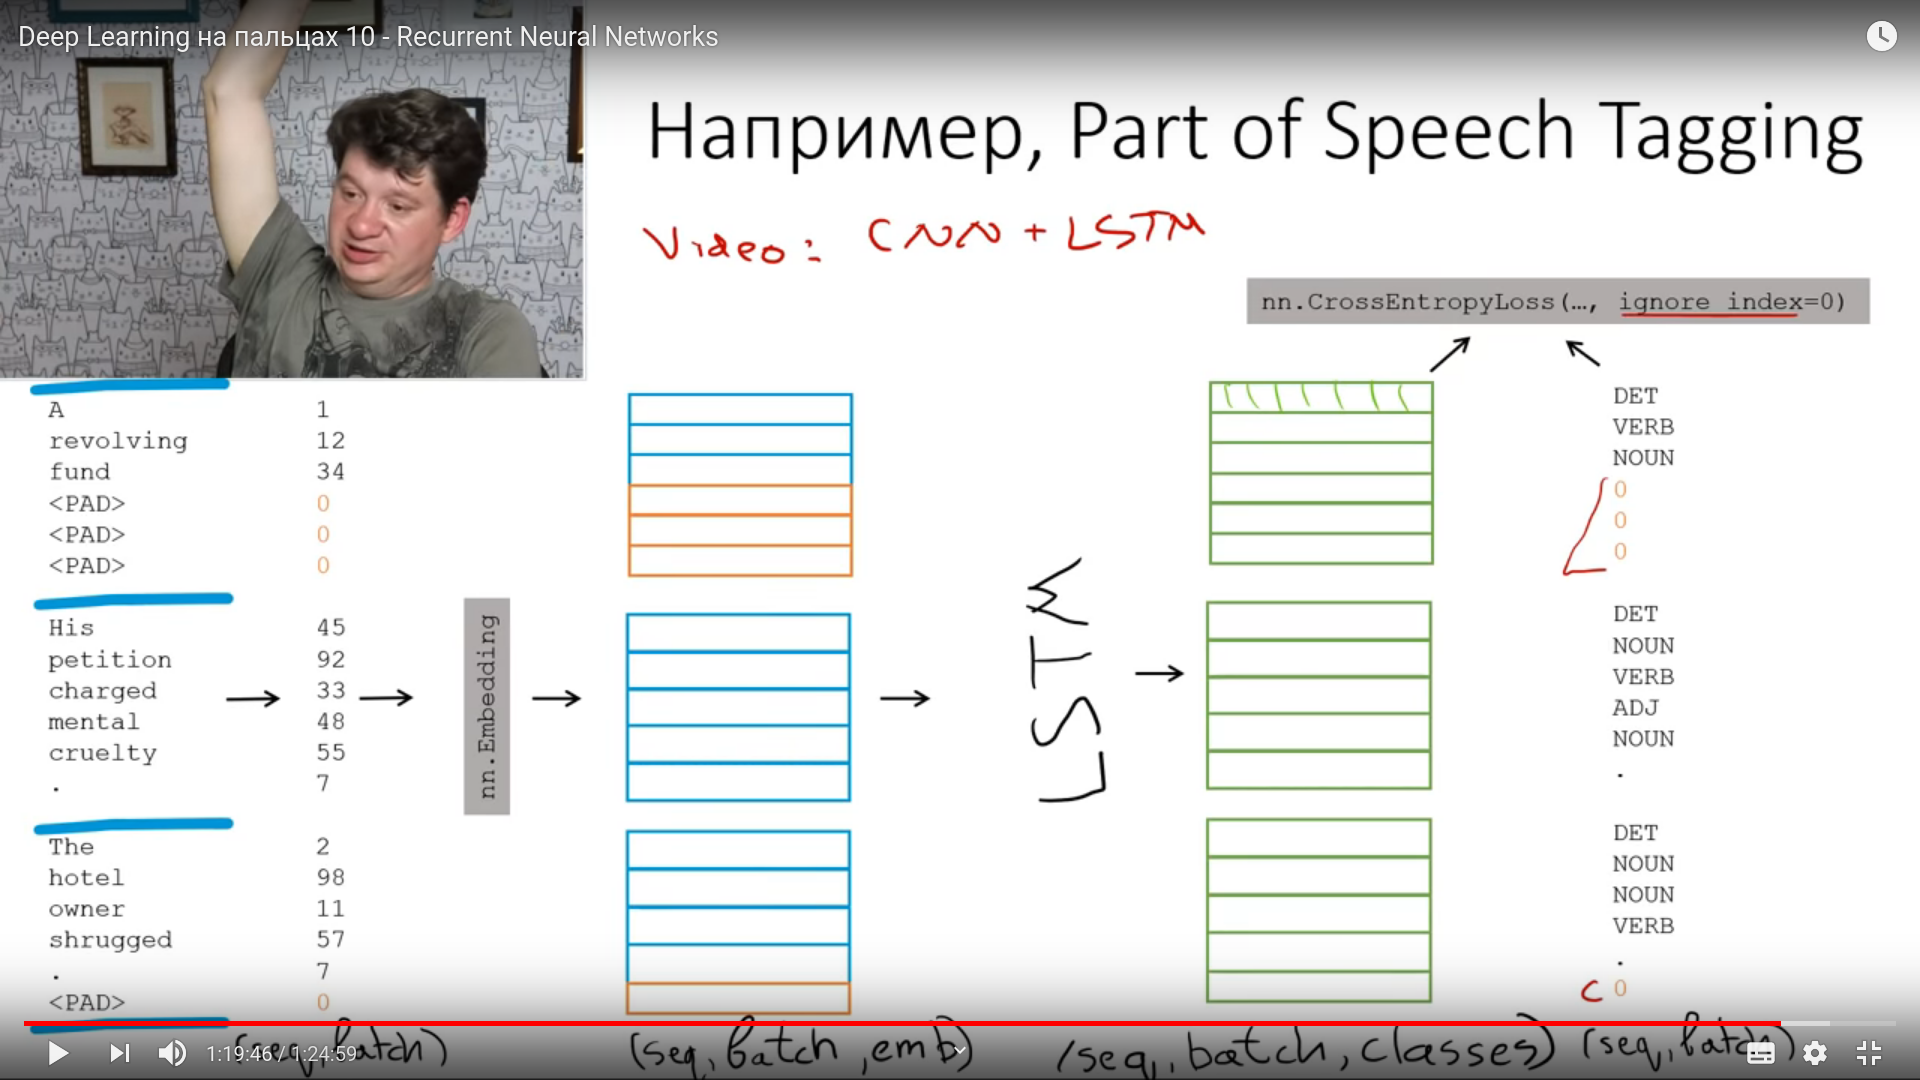 Deep Learning на пальцах 10 - Recurrent Neural Networks
Например, Part of Speech Tagging
Video: CNN + LSTM
nn.CrossEntropyLoss(…, ignore_index=0)
A 1 DET
revolving 12 VERB
fund 34 NOUN
<PAD> 0 0
<PAD> 0 0
<PAD> 0 0
His 45 DET
petition 92 NOUN
charged 33 VERB
mental 48 ADJ
cruelty 55 NOUN
. 7 .
nn.Embedding
LSTM
The 2 DET
hotel 98 NOUN
owner 11 NOUN
shrugged 57 VERB
. 7 .
<PAD> 0 0
(seq, batch) (seq, batch, emb) (seq, batch, classes) (seq, batch)
1:19:46 / 1:24:59